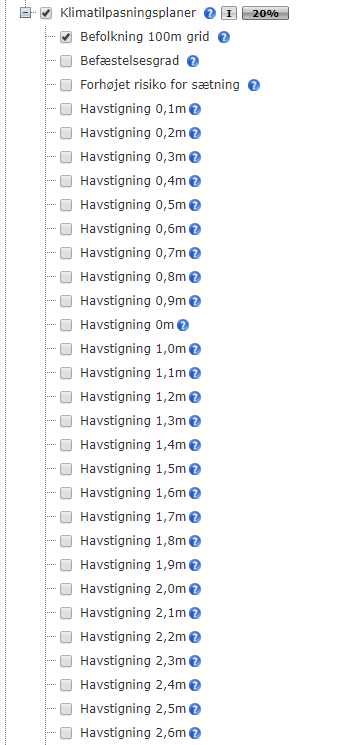 Klimatilpasningsplaner ? I 20%
Befolkning 100m grid ?
Befæstelsesgrad ?
Forhøjet risiko for sætning ?
Havstigning 0,1m ?
Havstigning 0,2m ?
Havstigning 0,3m ?
Havstigning 0,4m ?
Havstigning 0,5m ?
Havstigning 0,6m ?
Havstigning 0,7m ?
Havstigning 0,8m ?
Havstigning 0,9m ?
Havstigning 0m ?
Havstigning 1,0m ?
Havstigning 1,1m ?
Havstigning 1,2m ?
Havstigning 1,3m ?
Havstigning 1,4m ?
Havstigning 1,5m ?
Havstigning 1,6m ?
Havstigning 1,7m ?
Havstigning 1,8m ?
Havstigning 1,9m ?
Havstigning 2,0m ?
Havstigning 2,1m ?
Havstigning 2,2m ?
Havstigning 2,3m ?
Havstigning 2,4m ?
Havstigning 2,5m ?
Havstigning 2,6m ?